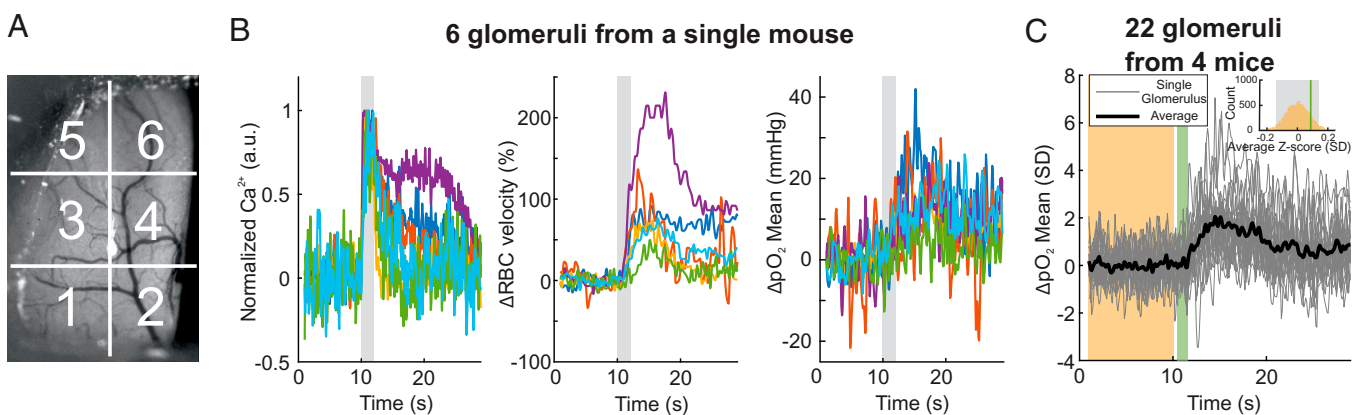 A
5 6
3 4
1 2
B
6 glomeruli from a single mouse
Normalized Ca²⁺ (a.u.)
1
0.5
0
-0.5
0 10 20
Time (s)
ΔRBC velocity (%)
200
100
0
-100
0 10 20
Time (s)
ΔpO₂ Mean (mmHg)
40
20
0
-20
0 10 20
Time (s)
C
22 glomeruli
from 4 mice
ΔpO₂ Mean (SD)
8
6
4
2
0
-2
-4
0 10 20
Time (s)
Single
Glomerulus
Average
Count
1000
500
0
-0.2 0 0.2
Average Z-score (SD)